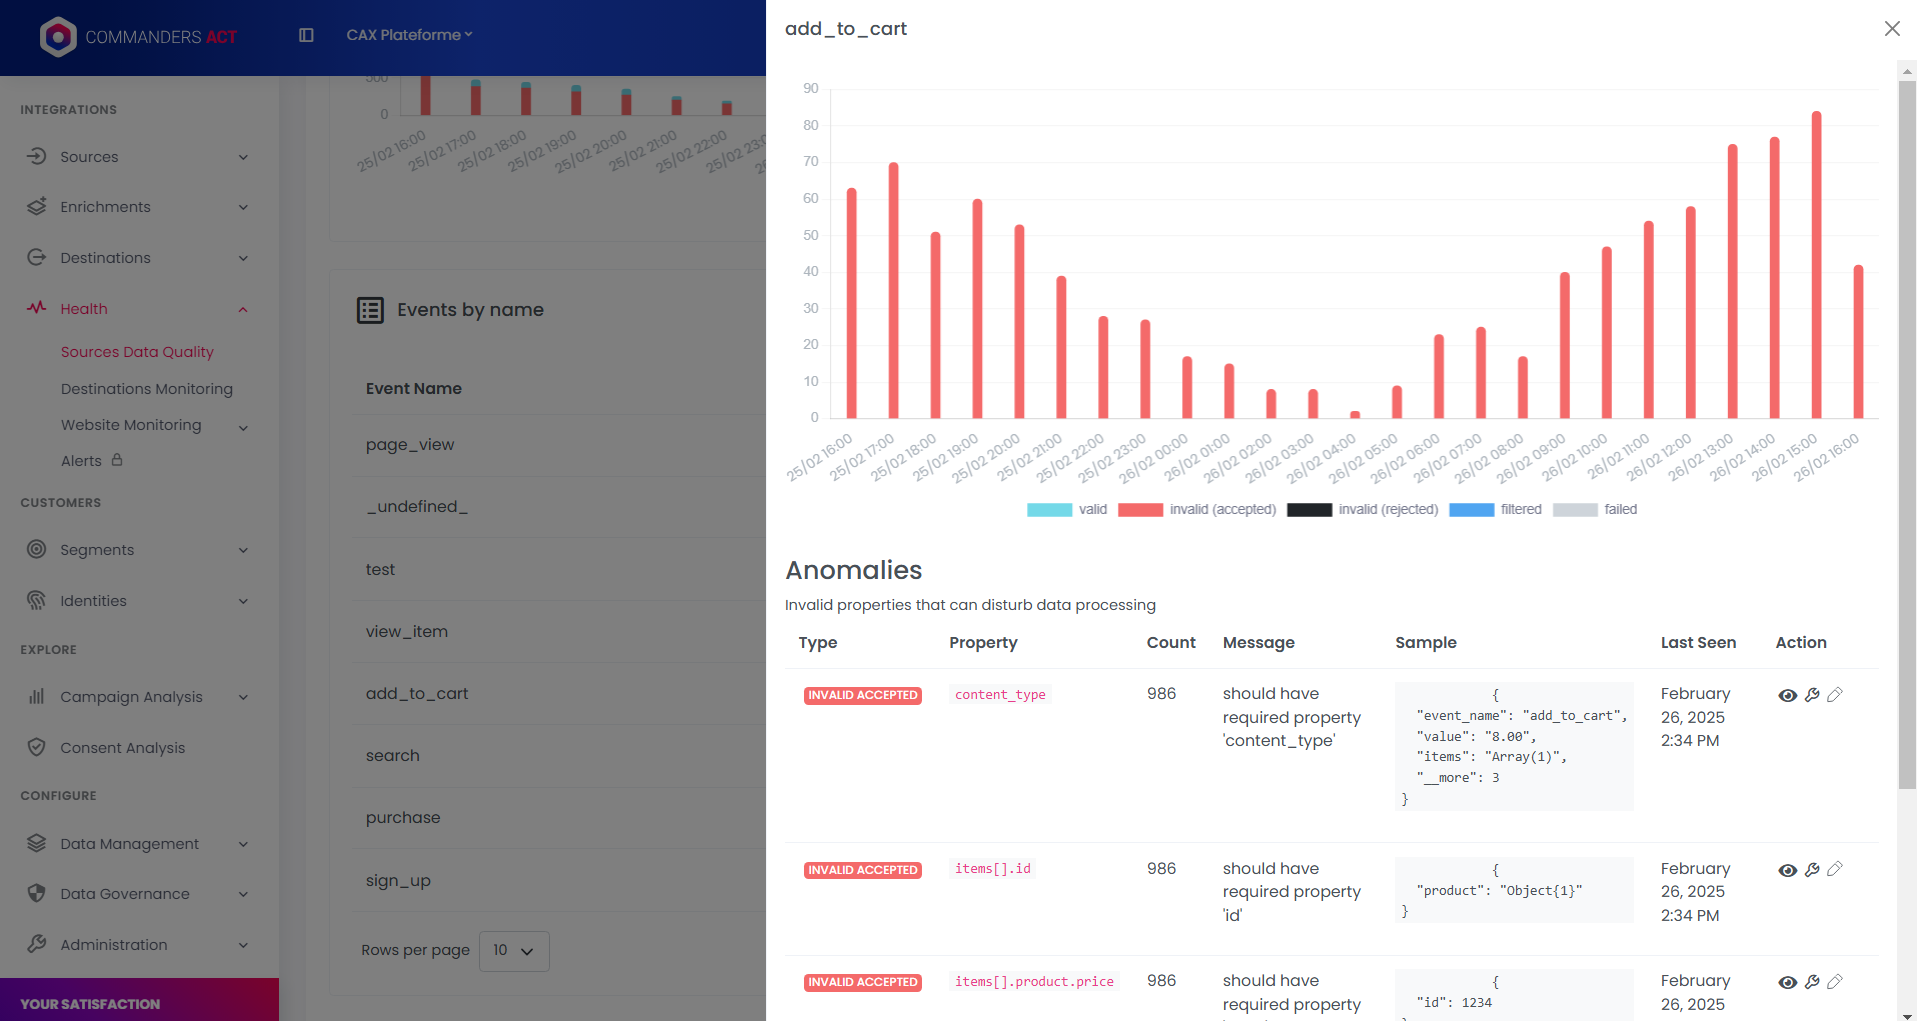 COMMANDERS ACT
CAX Plateforme
INTEGRATIONS
Sources
Enrichments
Destinations
Health
Sources Data Quality
Destinations Monitoring
Website Monitoring
Alerts
CUSTOMERS
Segments
Identities
EXPLORE
Campaign Analysis
Consent Analysis
CONFIGURE
Data Management
Data Governance
Administration
YOUR SATISFACTION
500
0
25/02 16:00
25/02 17:00
25/02 18:00
25/02 19:00
25/02 20:00
25/02 21:00
25/02 22:00
25/02 23:00
Events by name
Event Name
page_view
_undefined_
test
view_item
add_to_cart
search
purchase
sign_up
Rows per page 10
add_to_cart
90
80
70
60
50
40
30
20
10
0
25/02 16:00
25/02 17:00
25/02 18:00
25/02 19:00
25/02 20:00
25/02 21:00
25/02 22:00
25/02 23:00
26/02 00:00
26/02 01:00
26/02 02:00
26/02 03:00
26/02 04:00
26/02 05:00
26/02 06:00
26/02 07:00
26/02 08:00
26/02 09:00
26/02 10:00
26/02 11:00
26/02 12:00
26/02 13:00
26/02 14:00
26/02 15:00
26/02 16:00
valid invalid (accepted) invalid (rejected) filtered failed
Anomalies
Invalid properties that can disturb data processing
Type Property Count Message Sample Last Seen Action
INVALID ACCEPTED content_type 986
should have
required property
'content_type'
{
"event_name": "add_to_cart",
"value": "8.00",
"items": "Array(1)",
"__more": 3
}
February
26, 2025
2:34 PM
INVALID ACCEPTED items[].id 986
should have
required property
'id'
{
"product": "Object{1}"
}
February
26, 2025
2:34 PM
INVALID ACCEPTED items[].product.price 986
should have
required property
{
"id": 1234
February
26, 2025